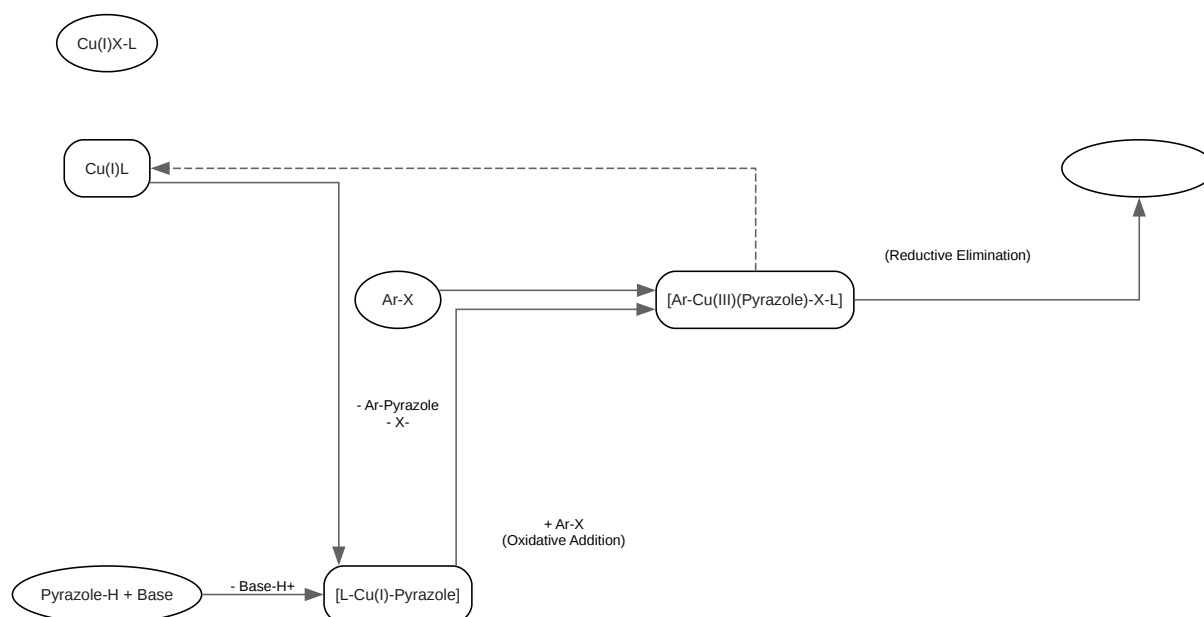 Cu(I)X-L
Cu(I)L
(Reductive Elimination)
Ar-X
[Ar-Cu(III)(Pyrazole)-X-L]
- Ar-Pyrazole
- X-
+ Ar-X
(Oxidative Addition)
- Base-H+
Pyrazole-H + Base
[L-Cu(I)-Pyrazole]